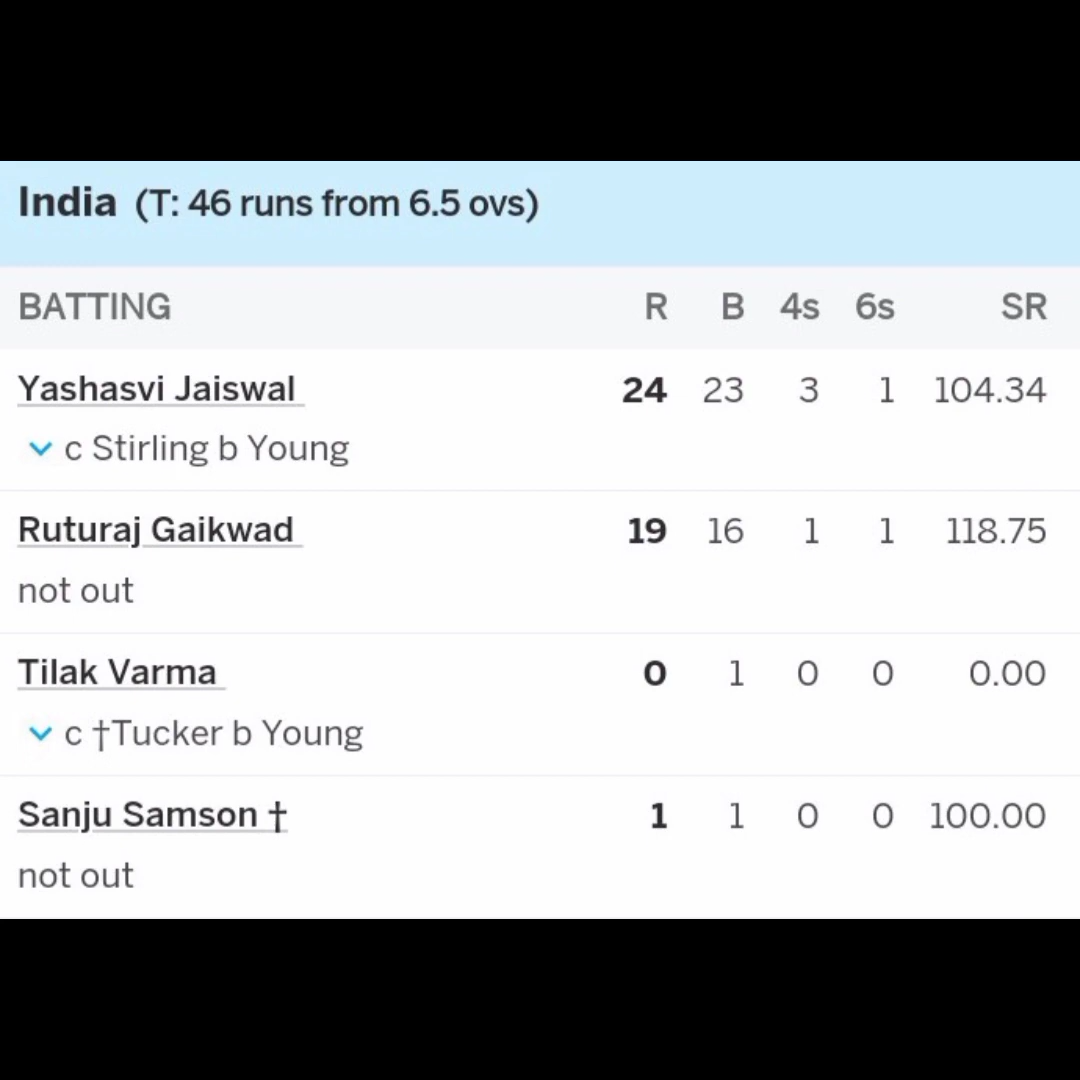 India (T: 46 runs from 6.5 ovs)
BATTING R B 4s 6s SR
Yashasvi Jaiswal 24 23 3 1 104.34
c Stirling b Young
Ruturaj Gaikwad 19 16 1 1 118.75
not out
Tilak Varma 0 1 0 0 0.00
c †Tucker b Young
Sanju Samson † 1 1 0 0 100.00
not out